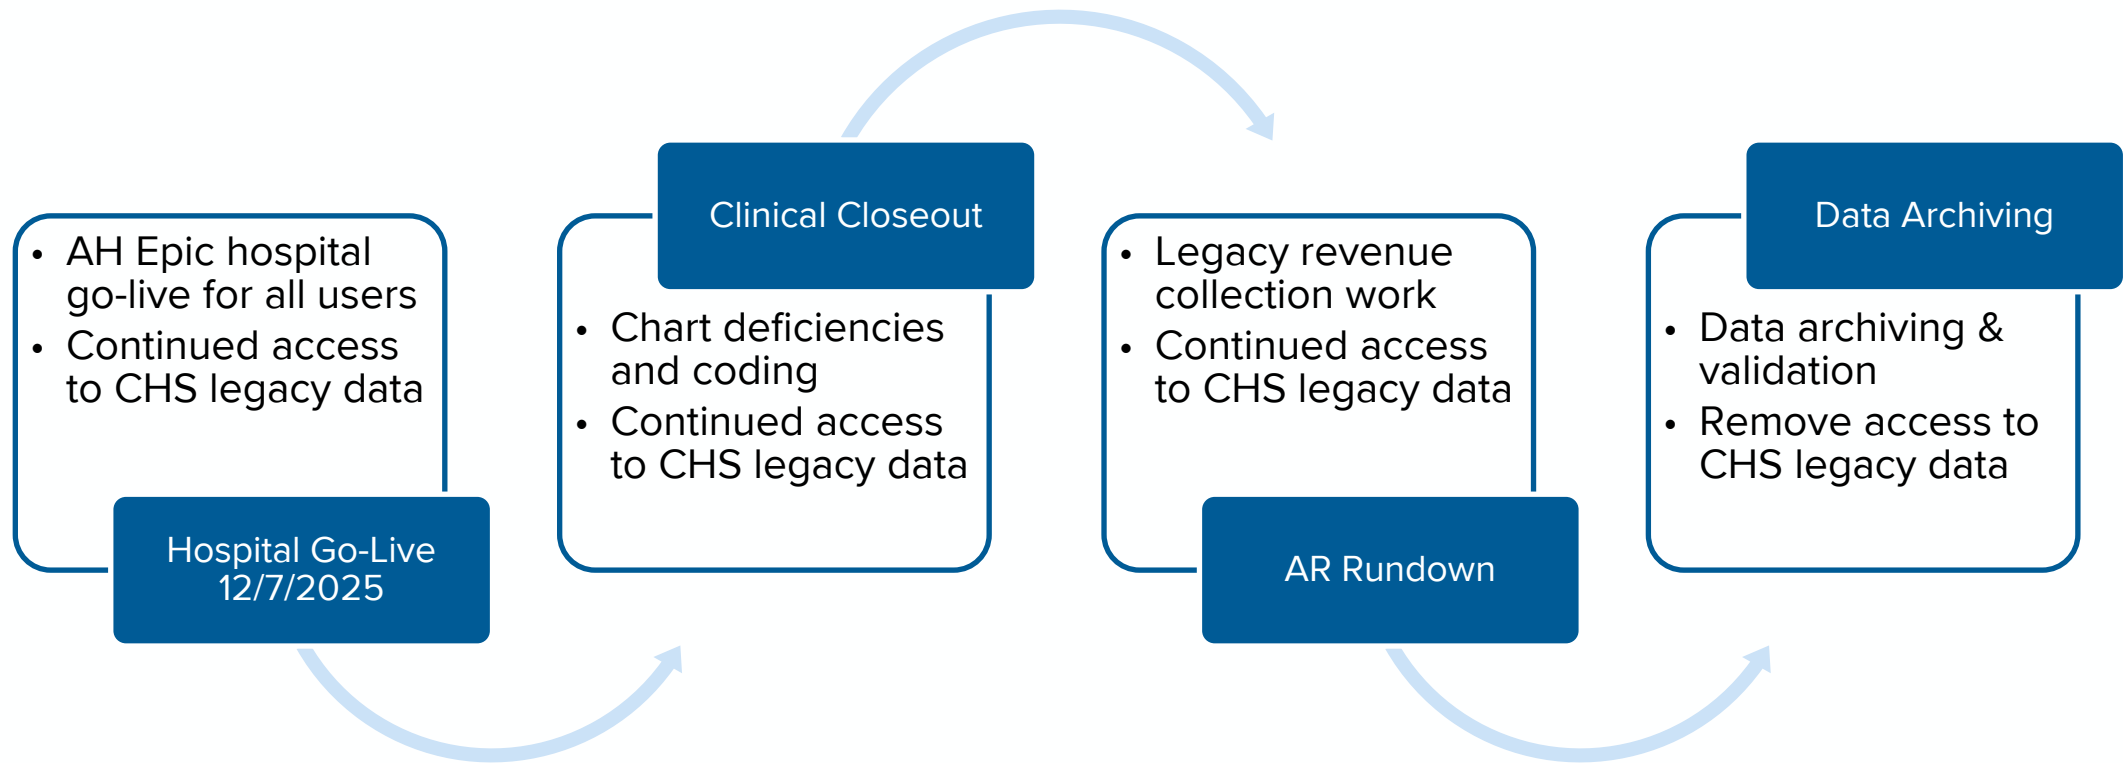 • AH Epic hospital
go-live for all users
• Continued access
to CHS legacy data
Hospital Go-Live
12/7/2025
Clinical Closeout
• Chart deficiencies
and coding
• Continued access
to CHS legacy data
• Legacy revenue
collection work
• Continued access
to CHS legacy data
AR Rundown
Data Archiving
• Data archiving &
validation
• Remove access to
CHS legacy data